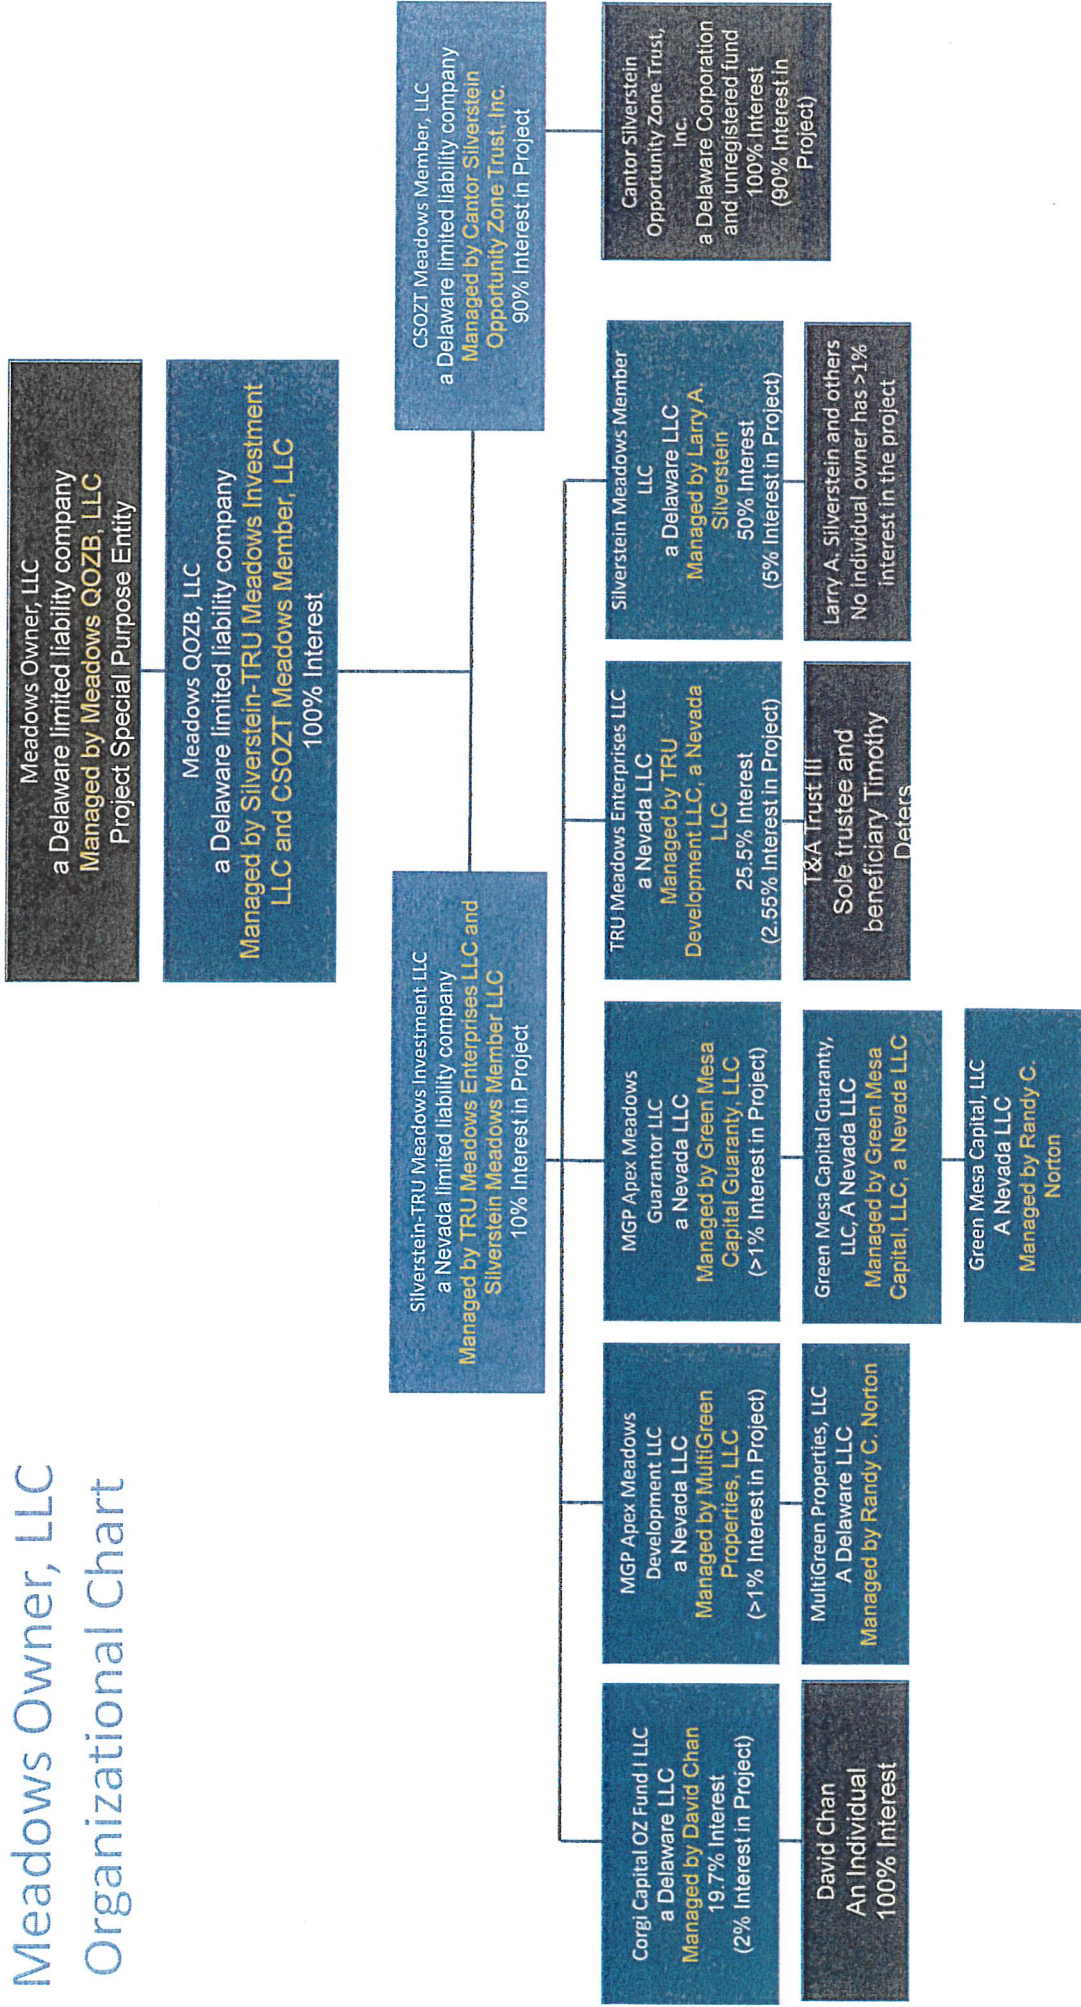 Meadows Owner, LLC
Organizational Chart
Meadows Owner, LLC
a Delaware limited liability company
Managed by Meadows QOZB, LLC
Project Special Purpose Entity
Meadows QOZB, LLC
a Delaware limited liability company
Managed by Silverstein-TRU Meadows Investment
LLC and CSOZT Meadows Member, LLC
100% Interest
Silverstein-TRU Meadows Investment LLC
a Nevada limited liability company
Managed by TRU Meadows Enterprises LLC and
Silverstein Meadows Member LLC
10% Interest in Project
CSOZT Meadows Member, LLC
a Delaware limited liability company
Managed by Cantor Silverstein
Opportunity Zone Trust, Inc.
90% Interest in Project
Corgi Capital OZ Fund I LLC
a Delaware LLC
Managed by David Chan
19.7% Interest
(2% Interest in Project)
MGP Apex Meadows
Development LLC
a Nevada LLC
Managed by MultiGreen
Properties, LLC
(>1% Interest in Project)
MGP Apex Meadows
Guarantor LLC
a Nevada LLC
Managed by Green Mesa
Capital Guaranty, LLC
(>1% Interest in Project)
TRU Meadows Enterprises LLC
a Nevada LLC
Managed by TRU
Development LLC, a Nevada
LLC
25.5% Interest
(2.55% Interest in Project)
Silverstein Meadows Member
LLC
a Delaware LLC
Managed by Larry A.
Silverstein
50% Interest
(5% Interest in Project)
Cantor Silverstein
Opportunity Zone Trust,
Inc.
a Delaware Corporation
and unregistered fund
100% Interest
(90% Interest in
Project)
David Chan
An Individual
100% Interest
MultiGreen Properties, LLC
A Delaware LLC
Managed by Randy C. Norton
Green Mesa Capital Guaranty,
LLC, A Nevada LLC
Managed by Green Mesa
Capital, LLC, a Nevada LLC
T&A Trust III
Sole trustee and
beneficiary Timothy
Deters
Larry A. Silverstein and others
No individual owner has >1%
interest in the project
Green Mesa Capital, LLC
A Nevada LLC
Managed by Randy C.
Norton